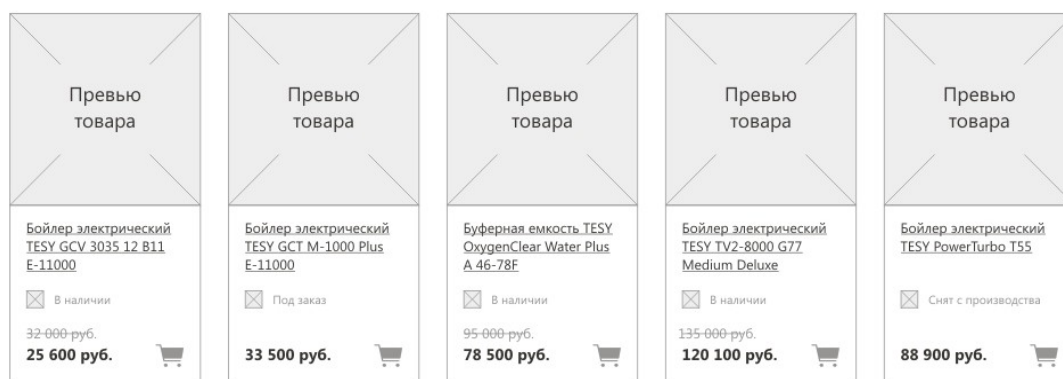 Превью
товара
Бойлер электрический
TESY GCV 3035 12 B11
E-11000
В наличии
32 000 руб.
25 600 руб.
Превью
товара
Бойлер электрический
TESY GCT M-1000 Plus
E-11000
Под заказ
33 500 руб.
Превью
товара
Буферная емкость TESY
OxygenClear Water Plus
A 46-78F
В наличии
95 000 руб.
78 500 руб.
Превью
товара
Бойлер электрический
TESY TV2-8000 G77
Medium Deluxe
В наличии
135 000 руб.
120 100 руб.
Превью
товара
Бойлер электрический
TESY PowerTurbo T55
Снят с производства
88 900 руб.